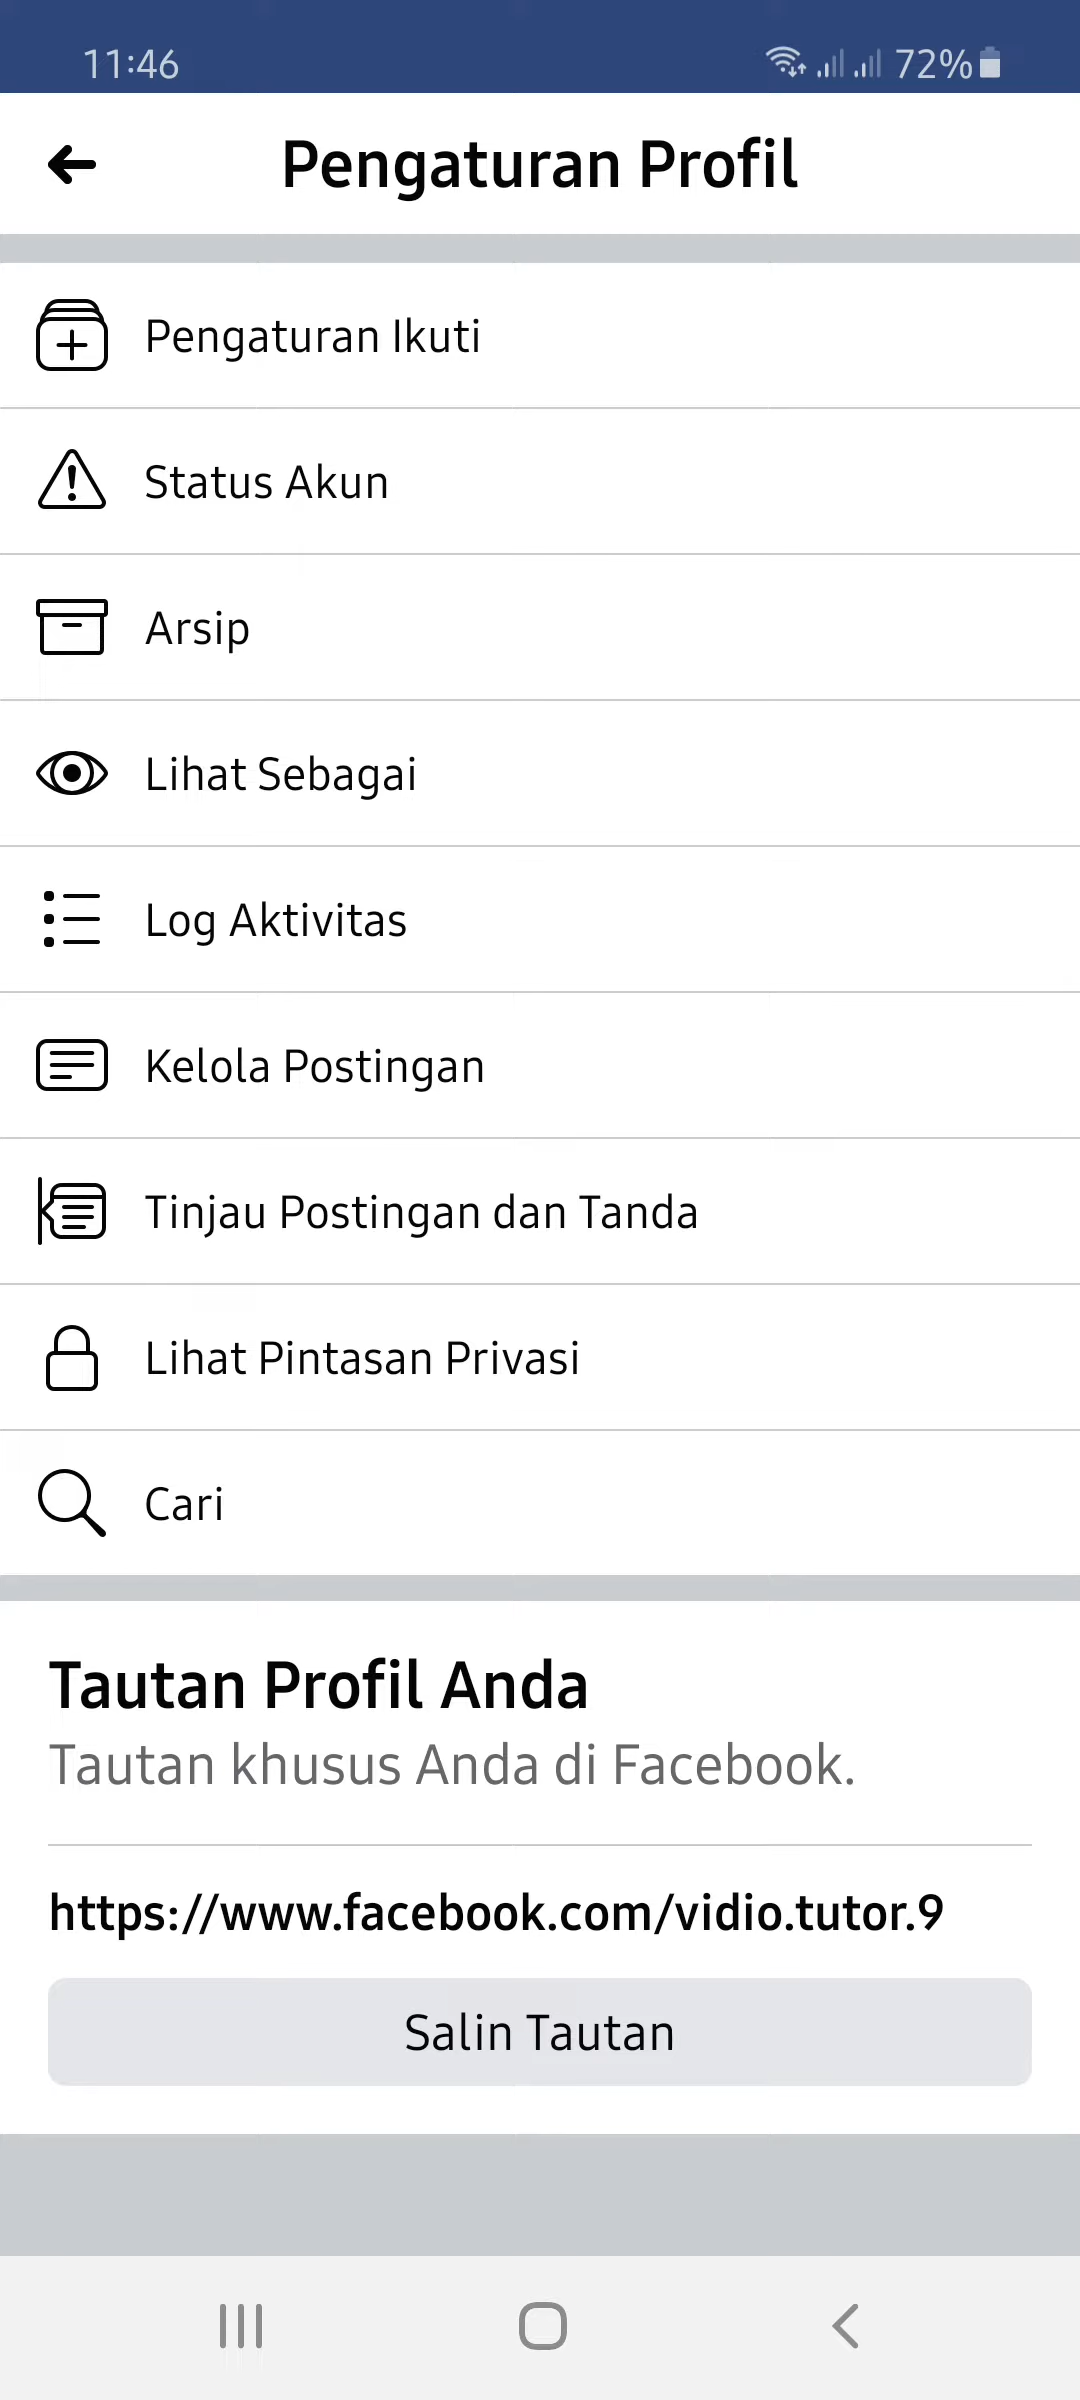 11:46
72%
Pengaturan Profil
Pengaturan Ikuti
Status Akun
Arsip
Lihat Sebagai
Log Aktivitas
Kelola Postingan
Tinjau Postingan dan Tanda
Lihat Pintasan Privasi
Cari
Tautan Profil Anda
Tautan khusus Anda di Facebook.
https://www.facebook.com/vidio.tutor.9
Salin Tautan